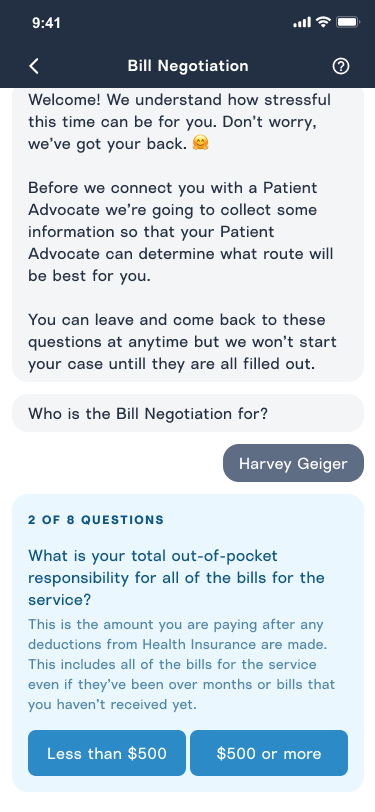 9:41
Bill Negotiation
Welcome! We understand how stressful
this time can be for you. Don't worry,
we've got your back. 🤗
Before we connect you with a Patient
Advocate we're going to collect some
information so that your Patient
Advocate can determine what route will
be best for you.
You can leave and come back to these
questions at anytime but we won't start
your case untill they are all filled out.
Who is the Bill Negotiation for?
Harvey Geiger
2 OF 8 QUESTIONS
What is your total out-of-pocket
responsibility for all of the bills for the
service?
This is the amount you are paying after any
deductions from Health Insurance are made.
This includes all of the bills for the service
even if they've been over months or bills that
you haven't received yet.
Less than $500
$500 or more